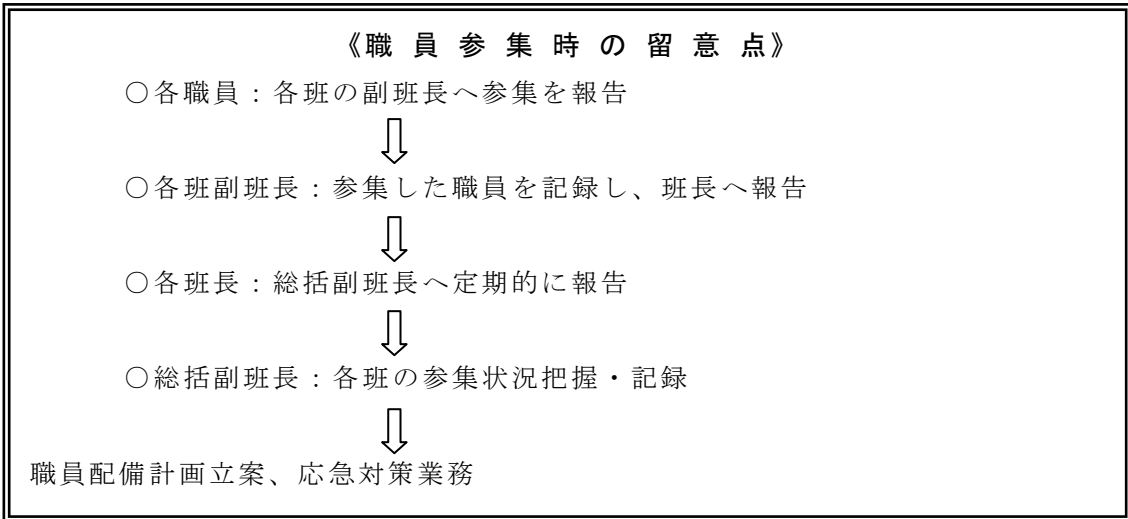 《職員参集時の留意点》
○各職員：各班の副班長へ参集を報告
⇩
○各班副班長：参集した職員を記録し、班長へ報告
⇩
○各班長：総括副班長へ定期的に報告
⇩
○総括副班長：各班の参集状況把握・記録
⇩
職員配備計画立案、応急対策業務